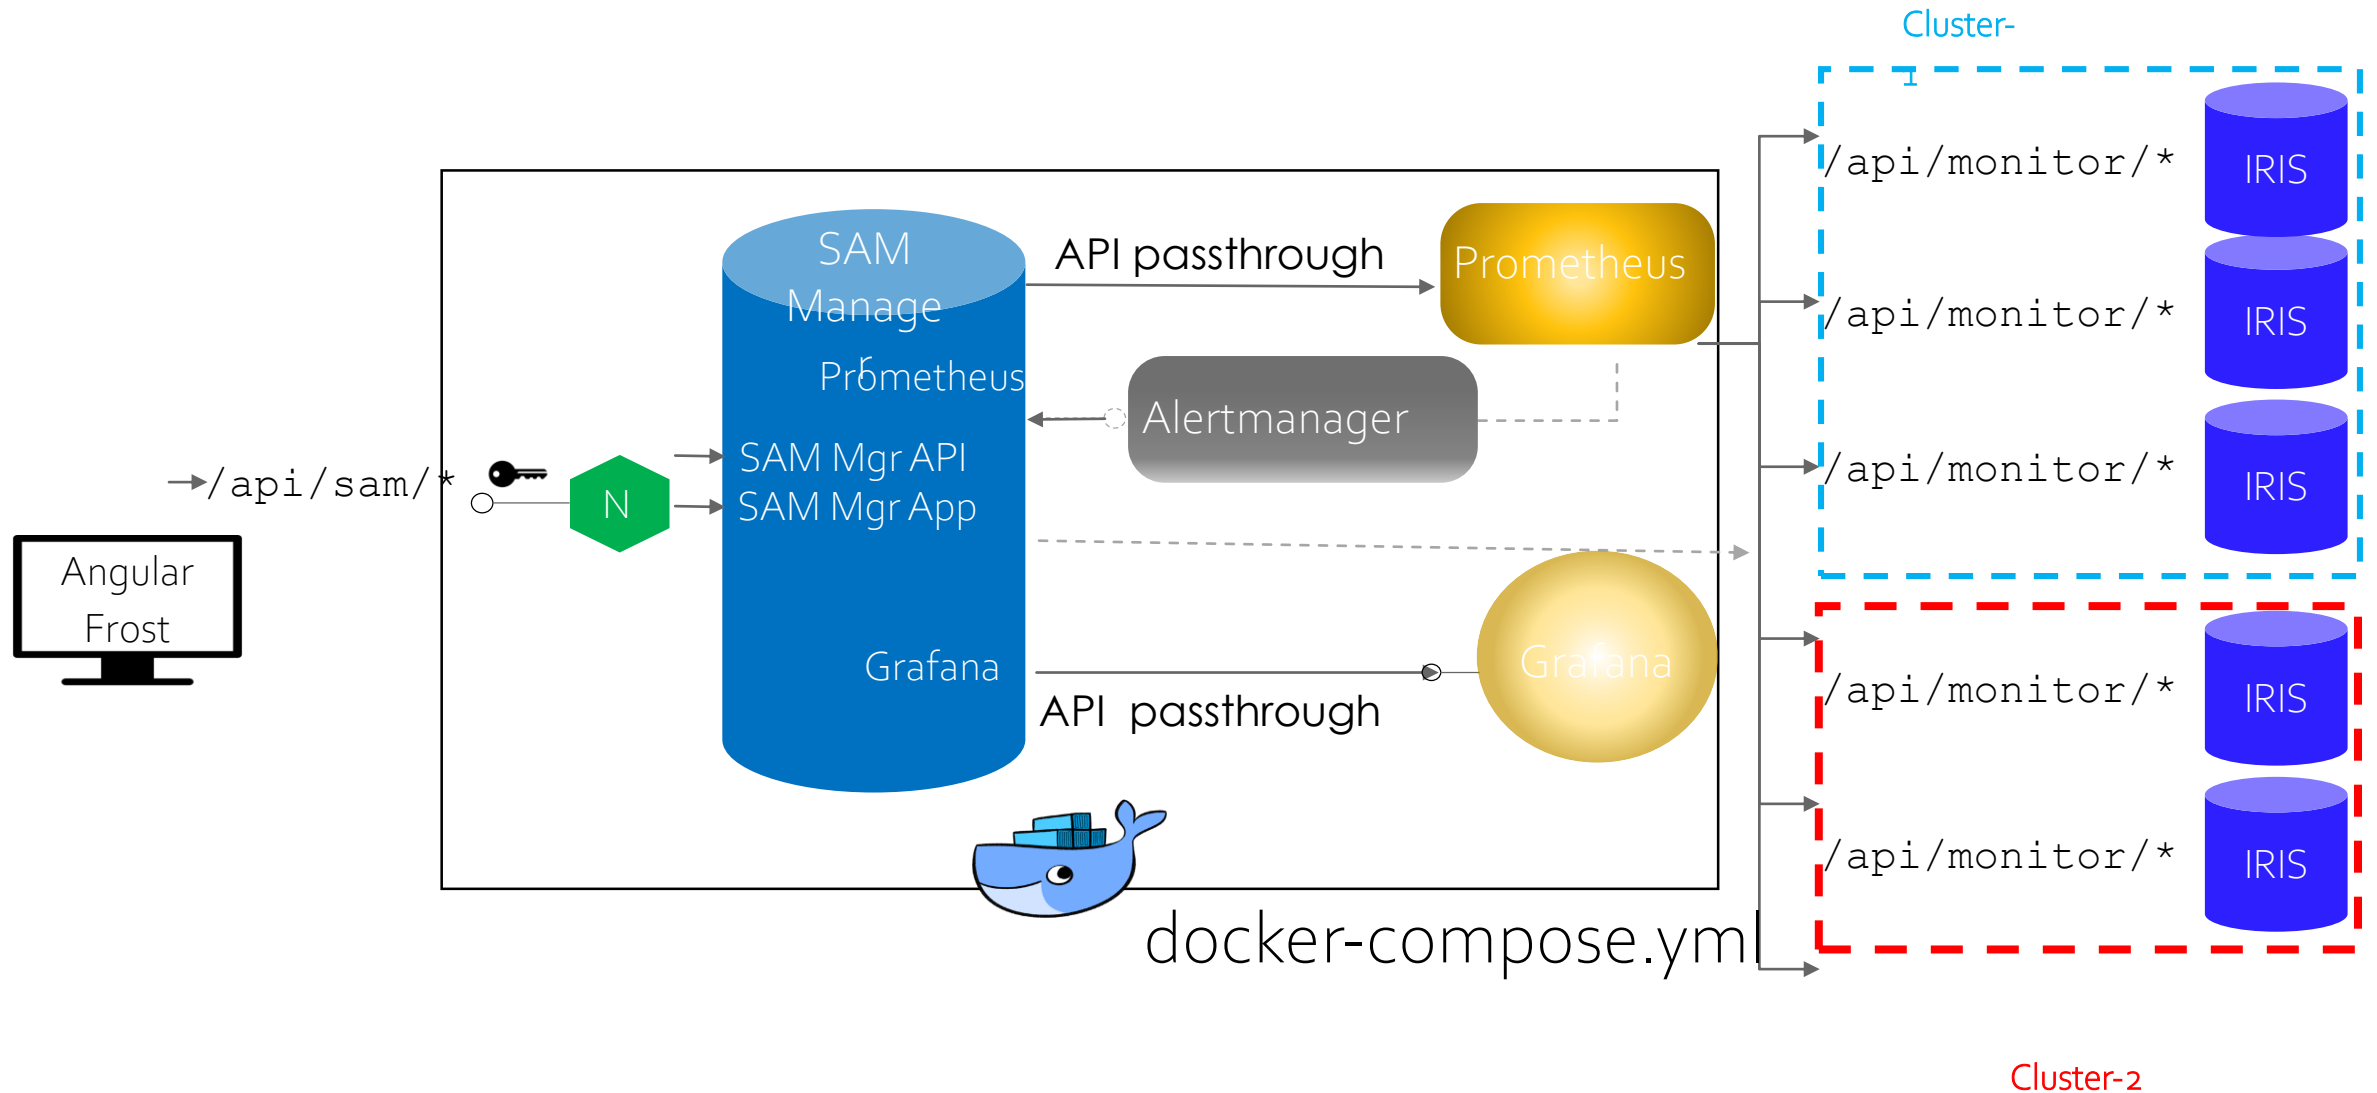 Cluster-
1
/api/monitor/*
IRIS
SAM
Manage
r
API passthrough
Prometheus
/api/monitor/*
IRIS
Prometheus
Alertmanager
/api/sam/*
SAM Mgr API
/api/monitor/*
IRIS
N
SAM Mgr App
Angular
Frost
Grafana
Grafana
API passthrough
/api/monitor/*
IRIS
/api/monitor/*
IRIS
docker-compose.yml
Cluster-2